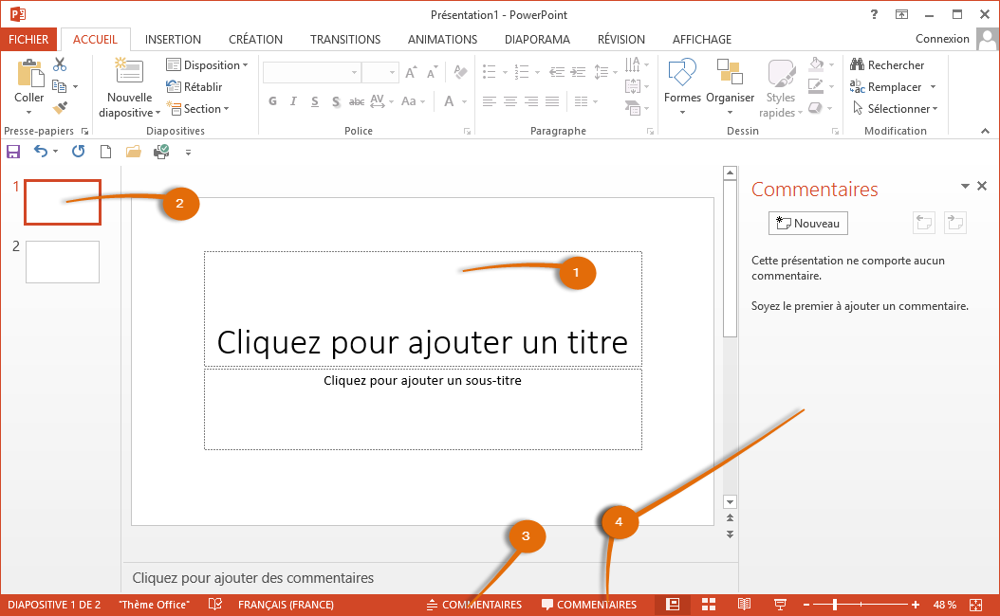 Présentation1 - PowerPoint
FICHIER ACCUEIL INSERTION CRÉATION TRANSITIONS ANIMATIONS DIAPORAMA RÉVISION AFFICHAGE Connexion
Coller
Nouvelle
diapositive
Disposition
Rétablir
Section
G I S S abc AV Aa A
Formes
Organiser
Styles
rapides
Rechercher
Remplacer
Sélectionner
Presse-papiers Diapositives Police Paragraphe Dessin Modification
1
2
2
1
Cliquez pour ajouter un titre
Cliquez pour ajouter un sous-titre
Commentaires
Nouveau
Cette présentation ne comporte aucun
commentaire.
Soyez le premier à ajouter un commentaire.
4
3
Cliquez pour ajouter des commentaires
DIAPOSITIVE 1 DE 2 "Thème Office" FRANÇAIS (FRANCE) COMMENTAIRES COMMENTAIRES 48 %